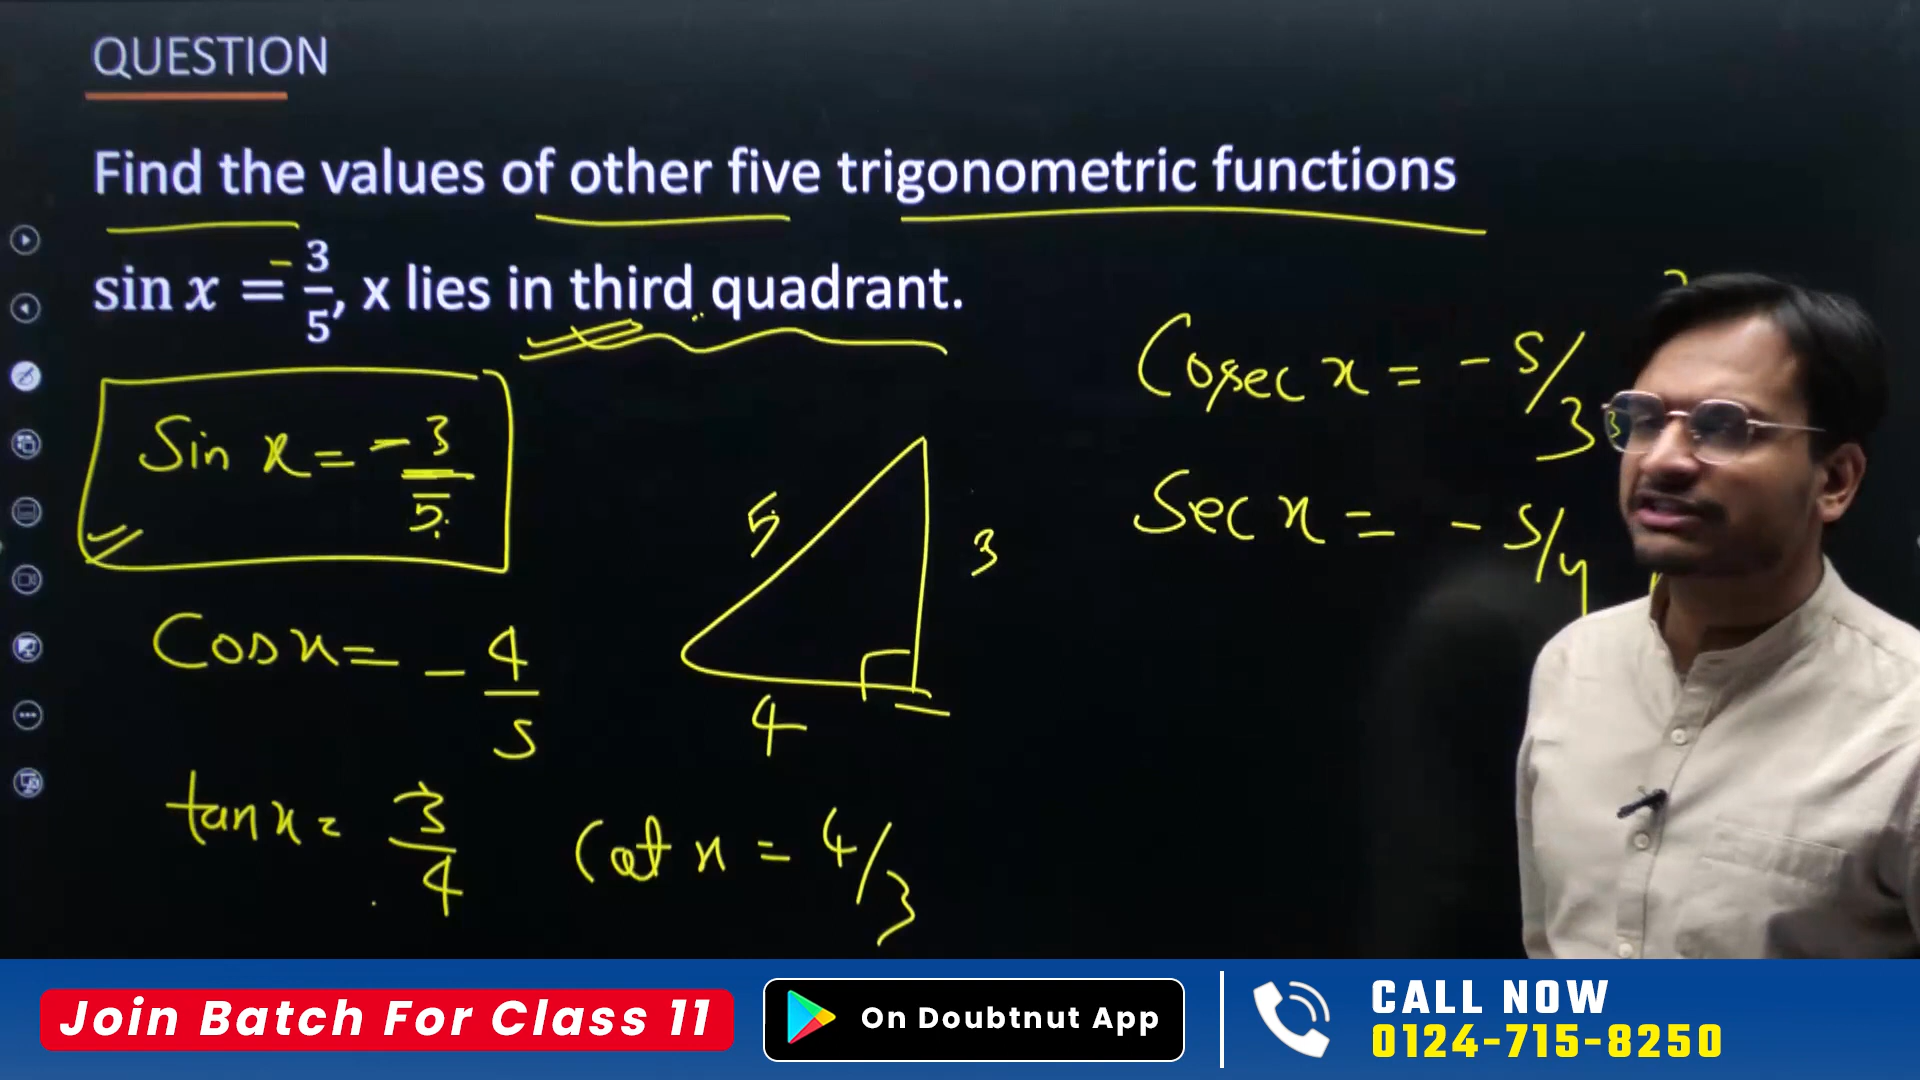 QUESTION
Find the values of other five trigonometric functions
sin x = -3/5, x lies in third quadrant.
Sin x = -3/5
Cos x = -4/5
tan x = 3/4
Cot x = 4/3
5
3
4
Cosec x = -5/3
Sec x = -5/4
Join Batch For Class 11
On Doubtnut App
CALL NOW
0124-715-8250